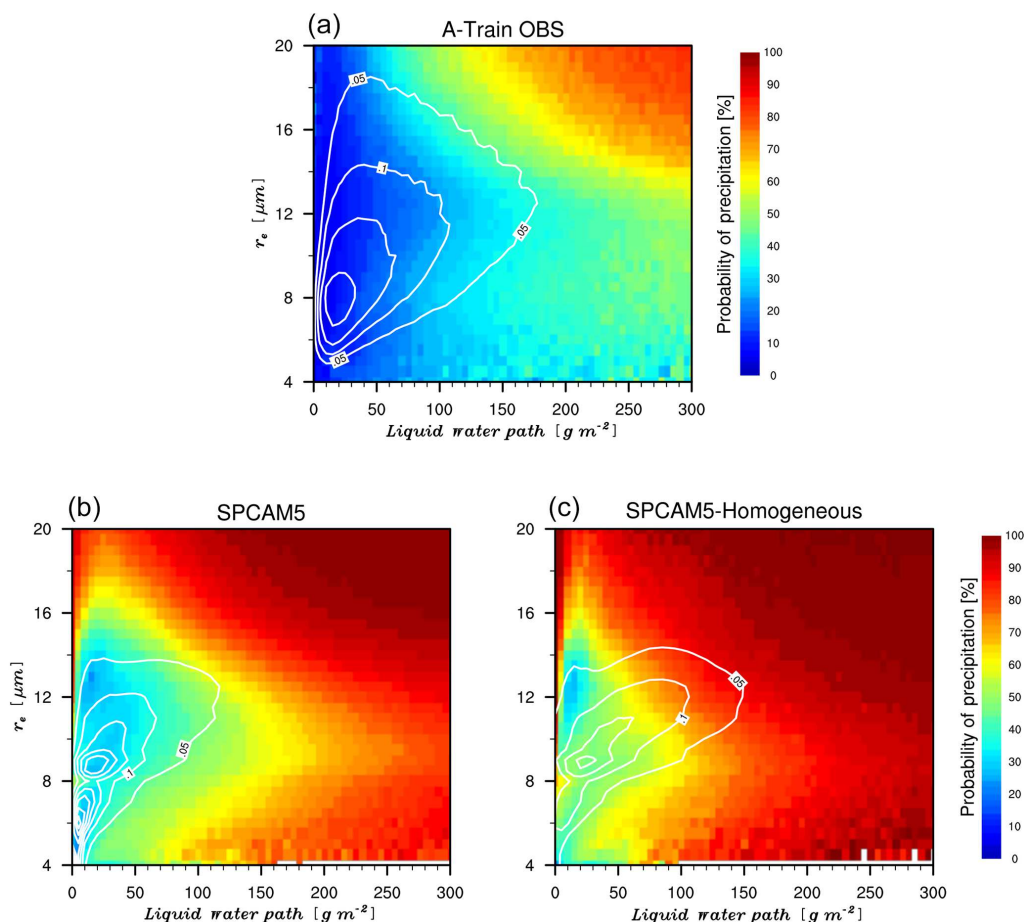 (a)
A-Train OBS
20
16
12
8
4
r_e [μm]
.05
.1
.05
.05
0 50 100 150 200 250 300
Liquid water path [g m⁻²]
Probability of precipitation [%]
100
90
80
70
60
50
40
30
20
10
0
(b)
SPCAM5
20
16
12
8
4
r_e [μm]
.05
.1
0 50 100 150 200 250 300
Liquid water path [g m⁻²]
(c)
SPCAM5-Homogeneous
20
16
12
8
4
.05
.1
0 50 100 150 200 250 300
Liquid water path [g m⁻²]
Probability of precipitation [%]
100
90
80
70
60
50
40
30
20
10
0